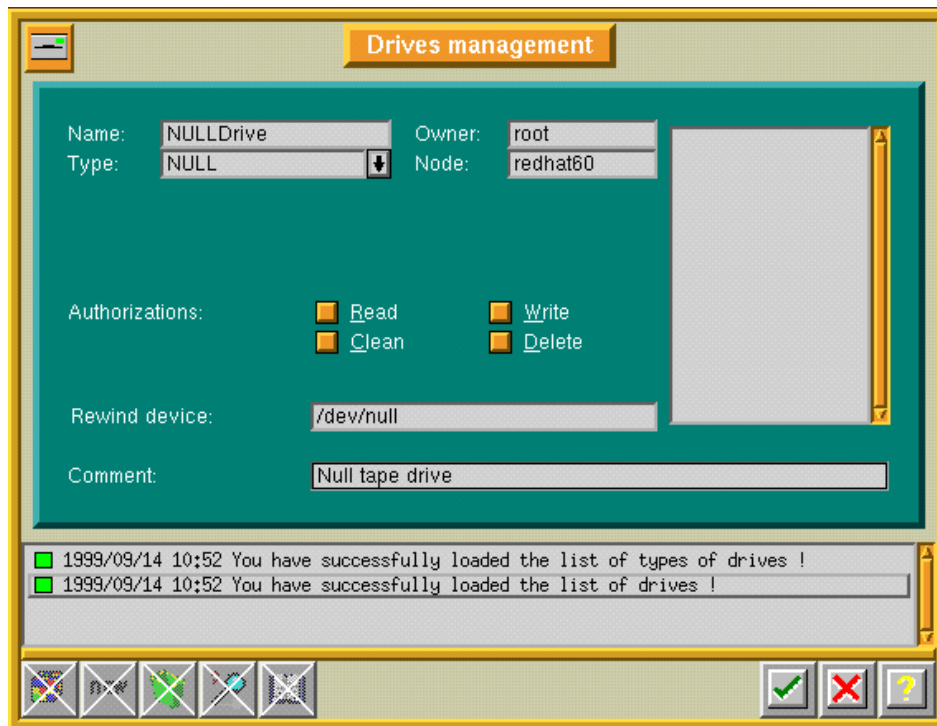 Drives management
Name: NULLDrive Owner: root
Type: NULL Node: redhat60
Authorizations: Read Write
Clean Delete
Rewind device: /dev/null
Comment: Null tape drive
1999/09/14 10:52 You have successfully loaded the list of types of drives !
1999/09/14 10:52 You have successfully loaded the list of drives !
new ?